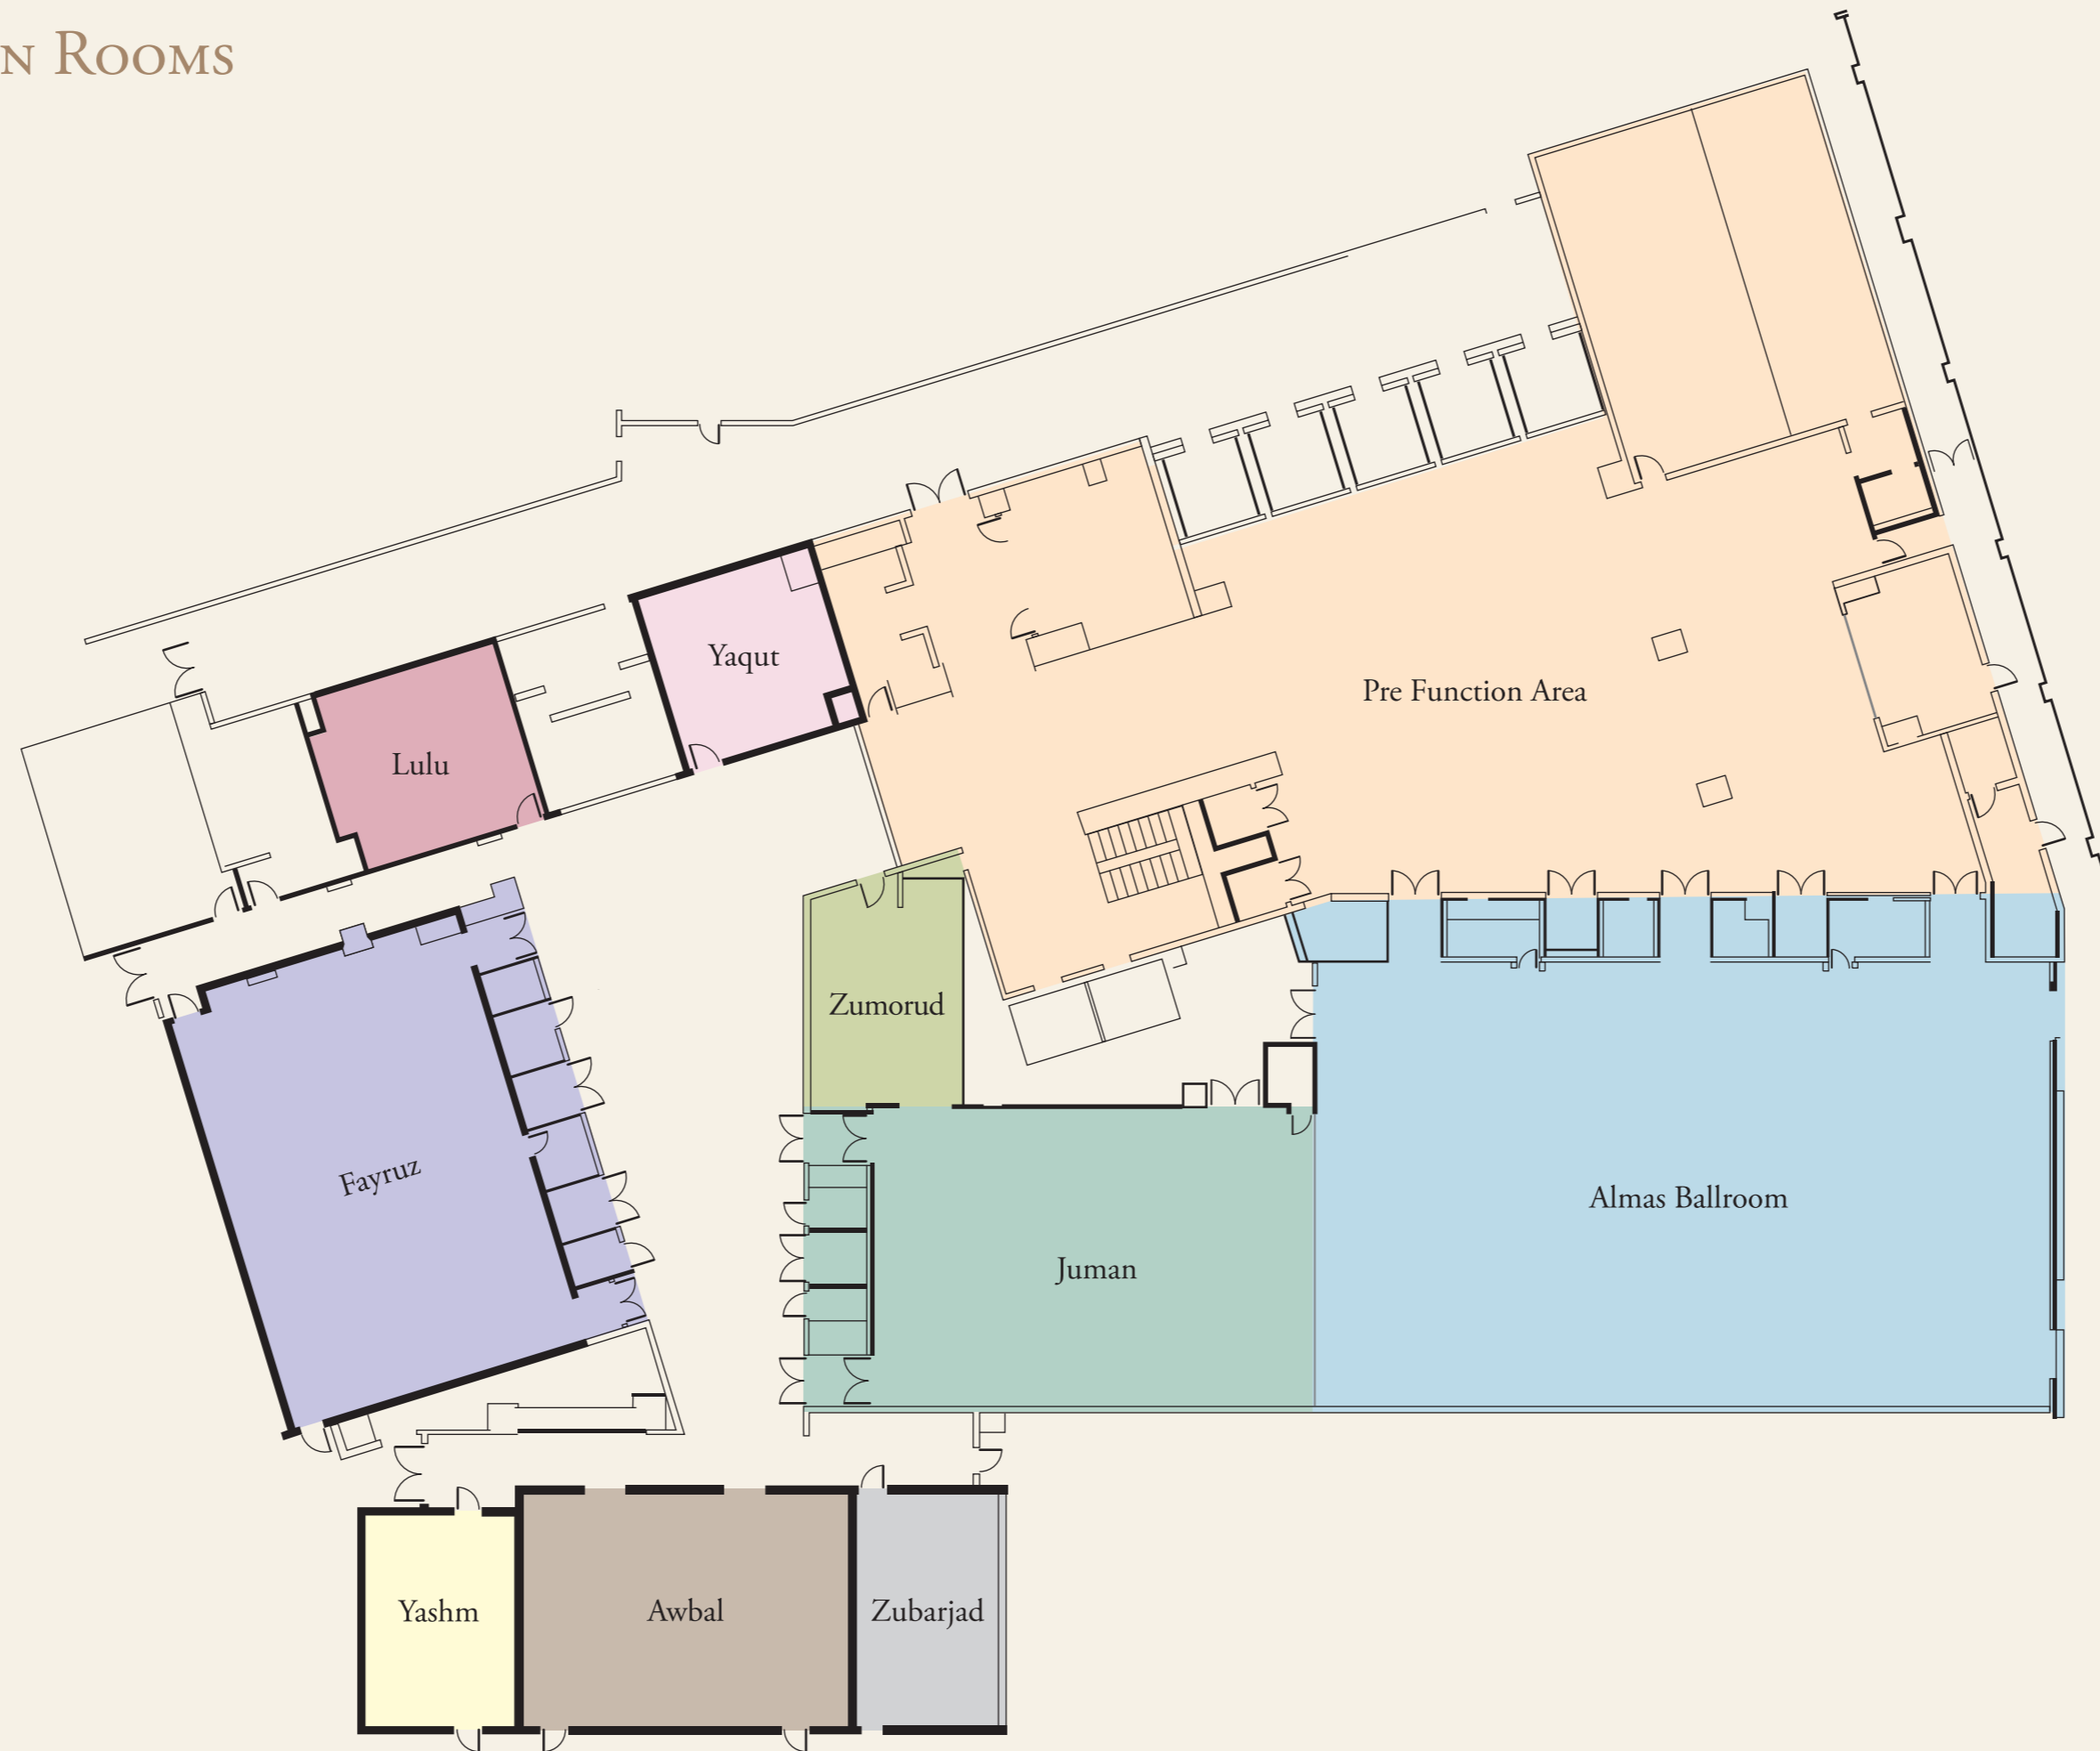 n Rooms
Yaqut
Pre Function Area
Lulu
Zumorud
Fayruz
Almas Ballroom
Juman
Yashm
Awbal
Zubarjad